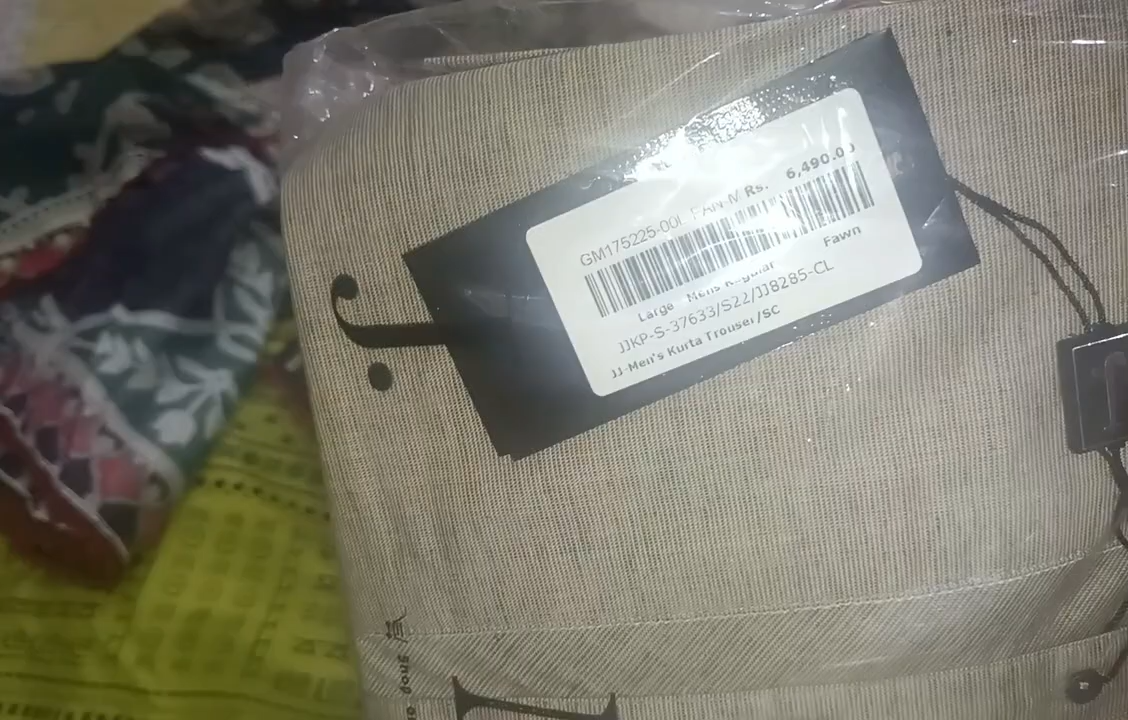 GM175225-00L FAN-N Rs. 6,490.00
Fawn
Large Mens Regular
JJKP-S-37633/S22/JJ8285-CL
JJ-Men's Kurta Trouser/SC
shop